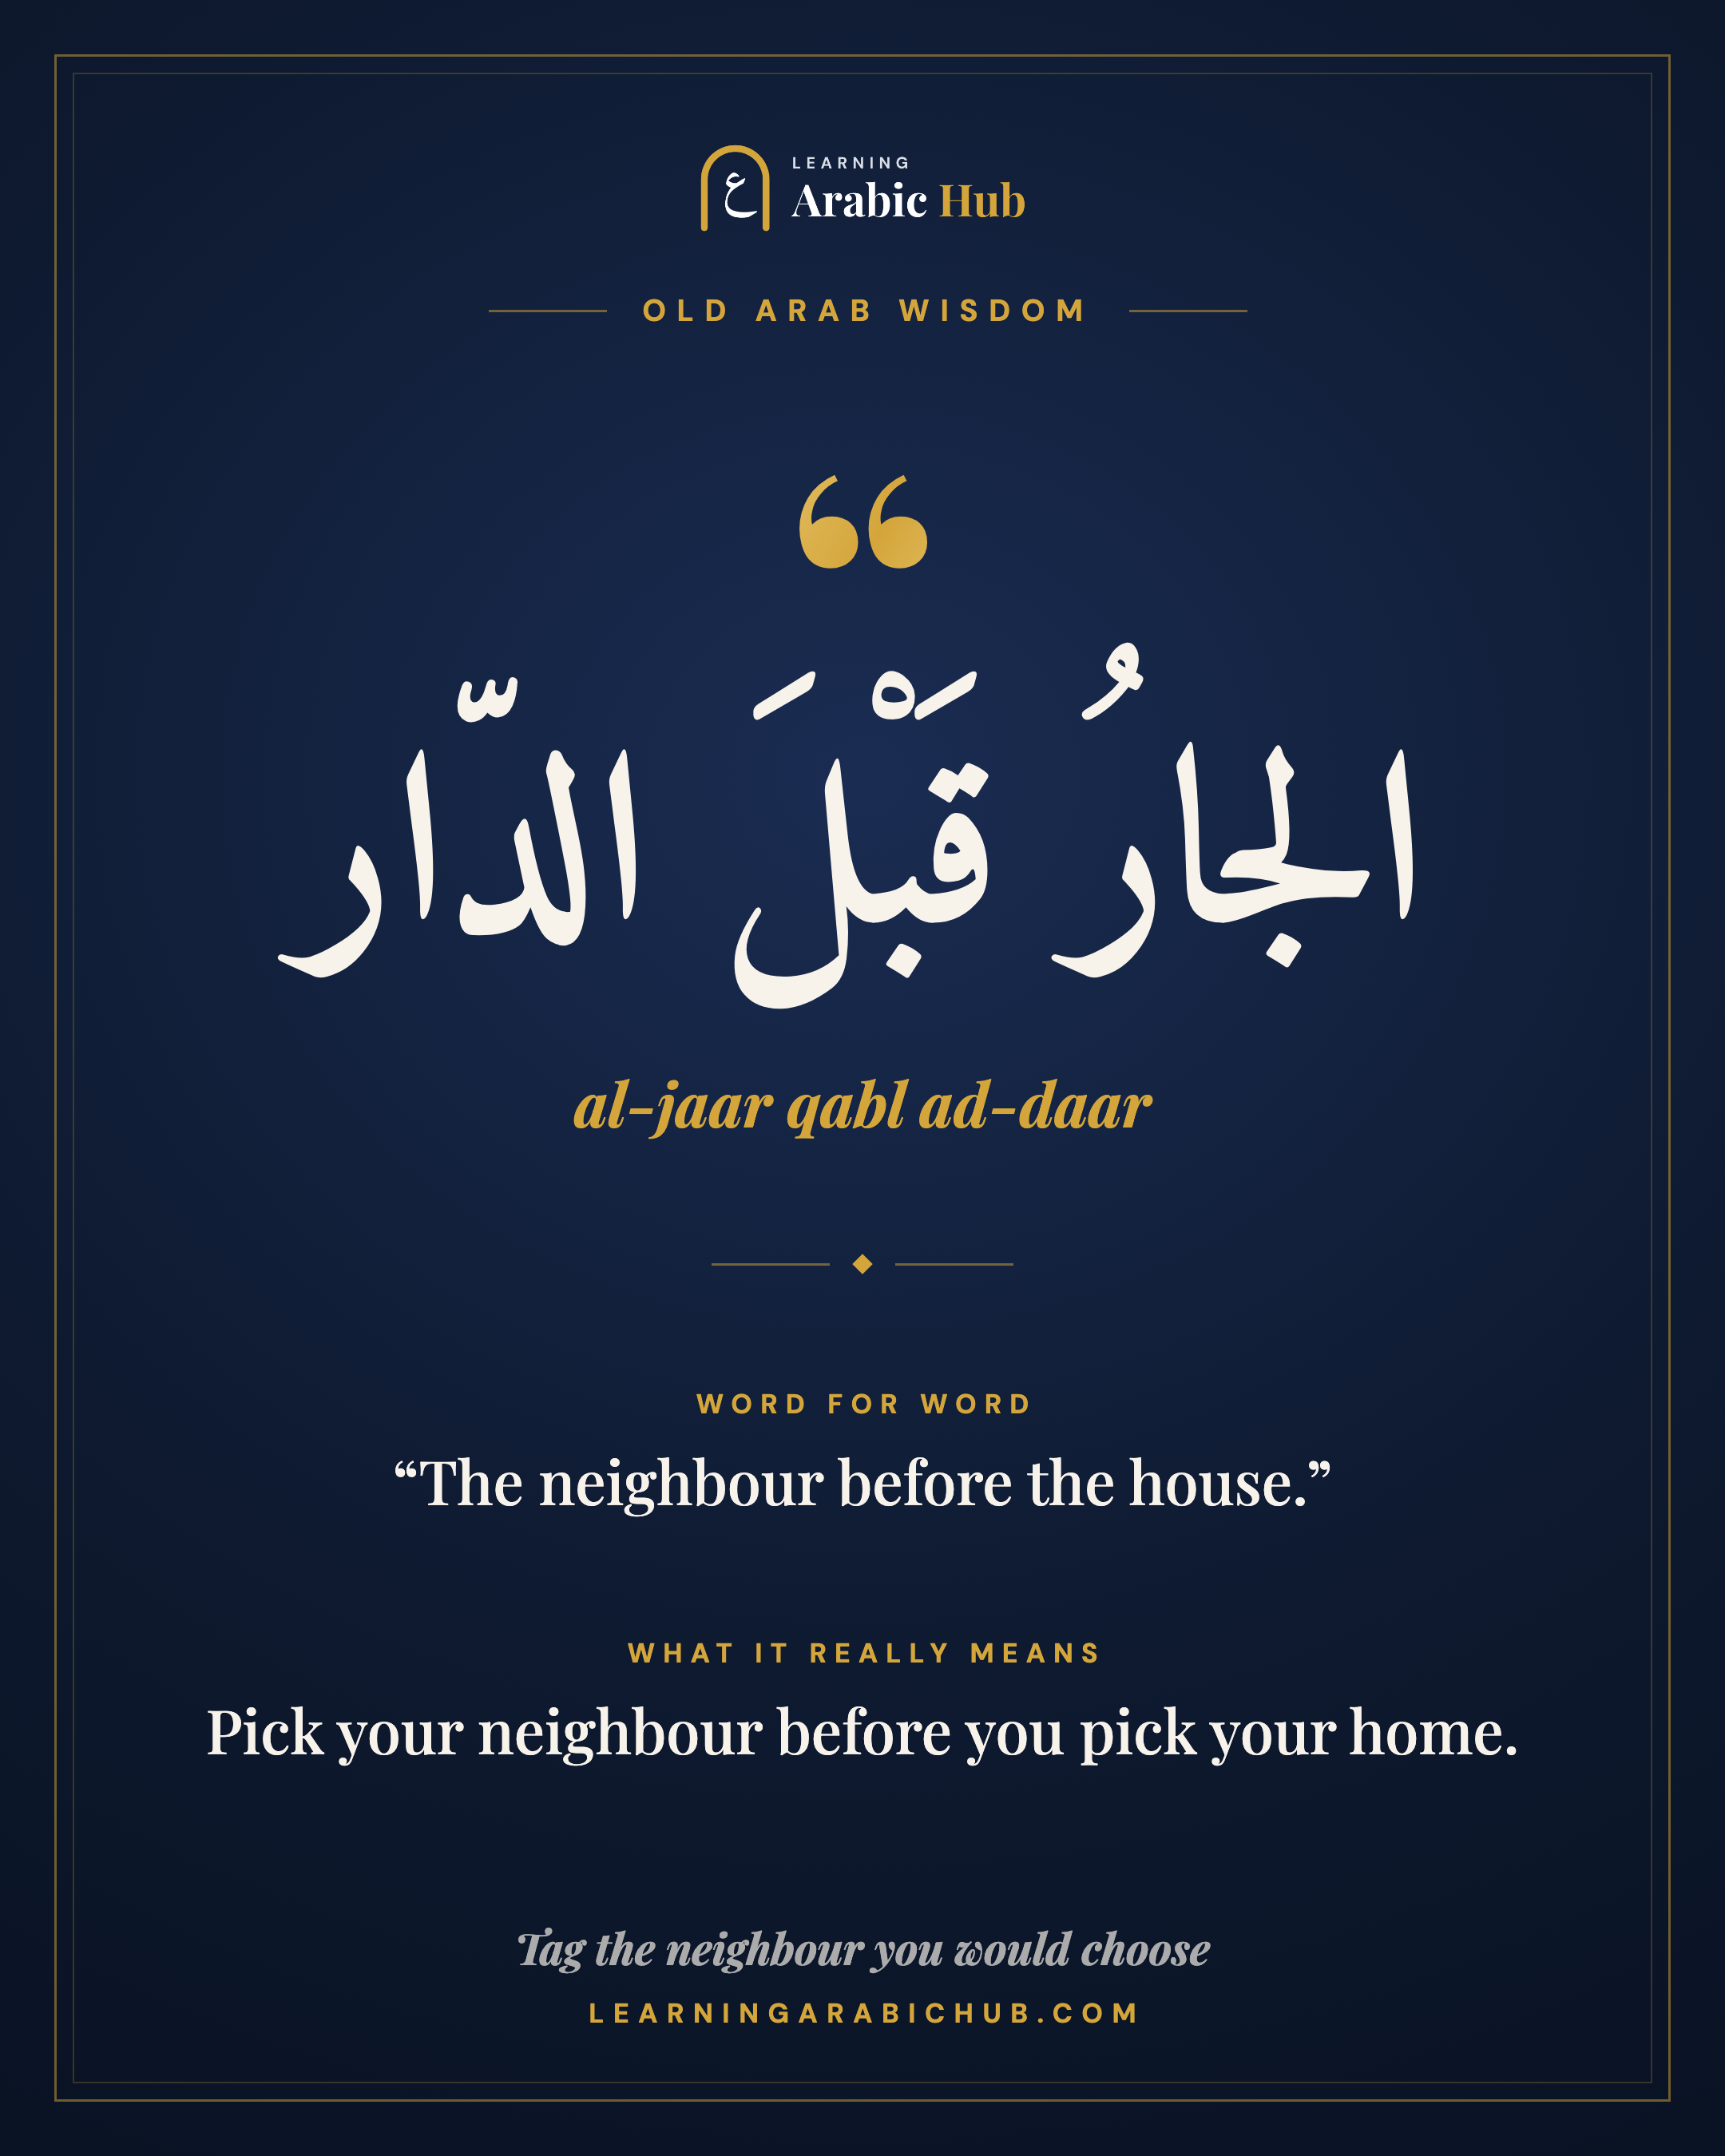 ع
LEARNING
Arabic Hub
OLD ARAB WISDOM
“
الجارُ قَبْلَ الدّار
al-jaar qabl ad-daar
WORD FOR WORD
“The neighbour before the house.”
WHAT IT REALLY MEANS
Pick your neighbour before you pick your home.
Tag the neighbour you would choose
LEARNINGARABICHUB.COM